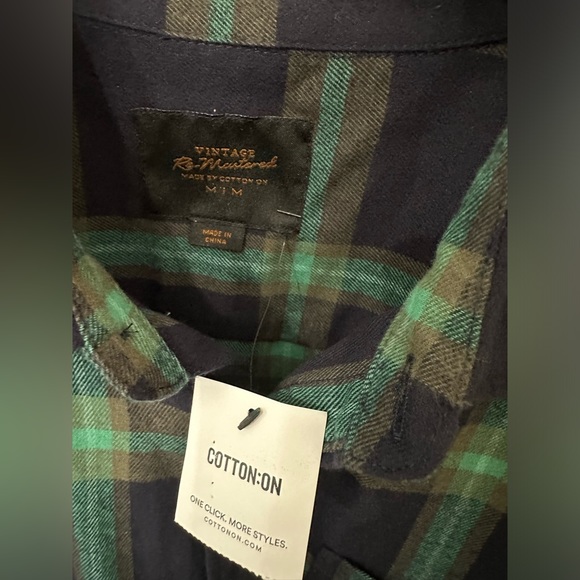 VINTAGE
Re-Mastered
MADE BY COTTON ON
M | M
MADE IN
CHINA
COTTON:ON
ONE CLICK. MORE STYLES.
COTTONON.COM